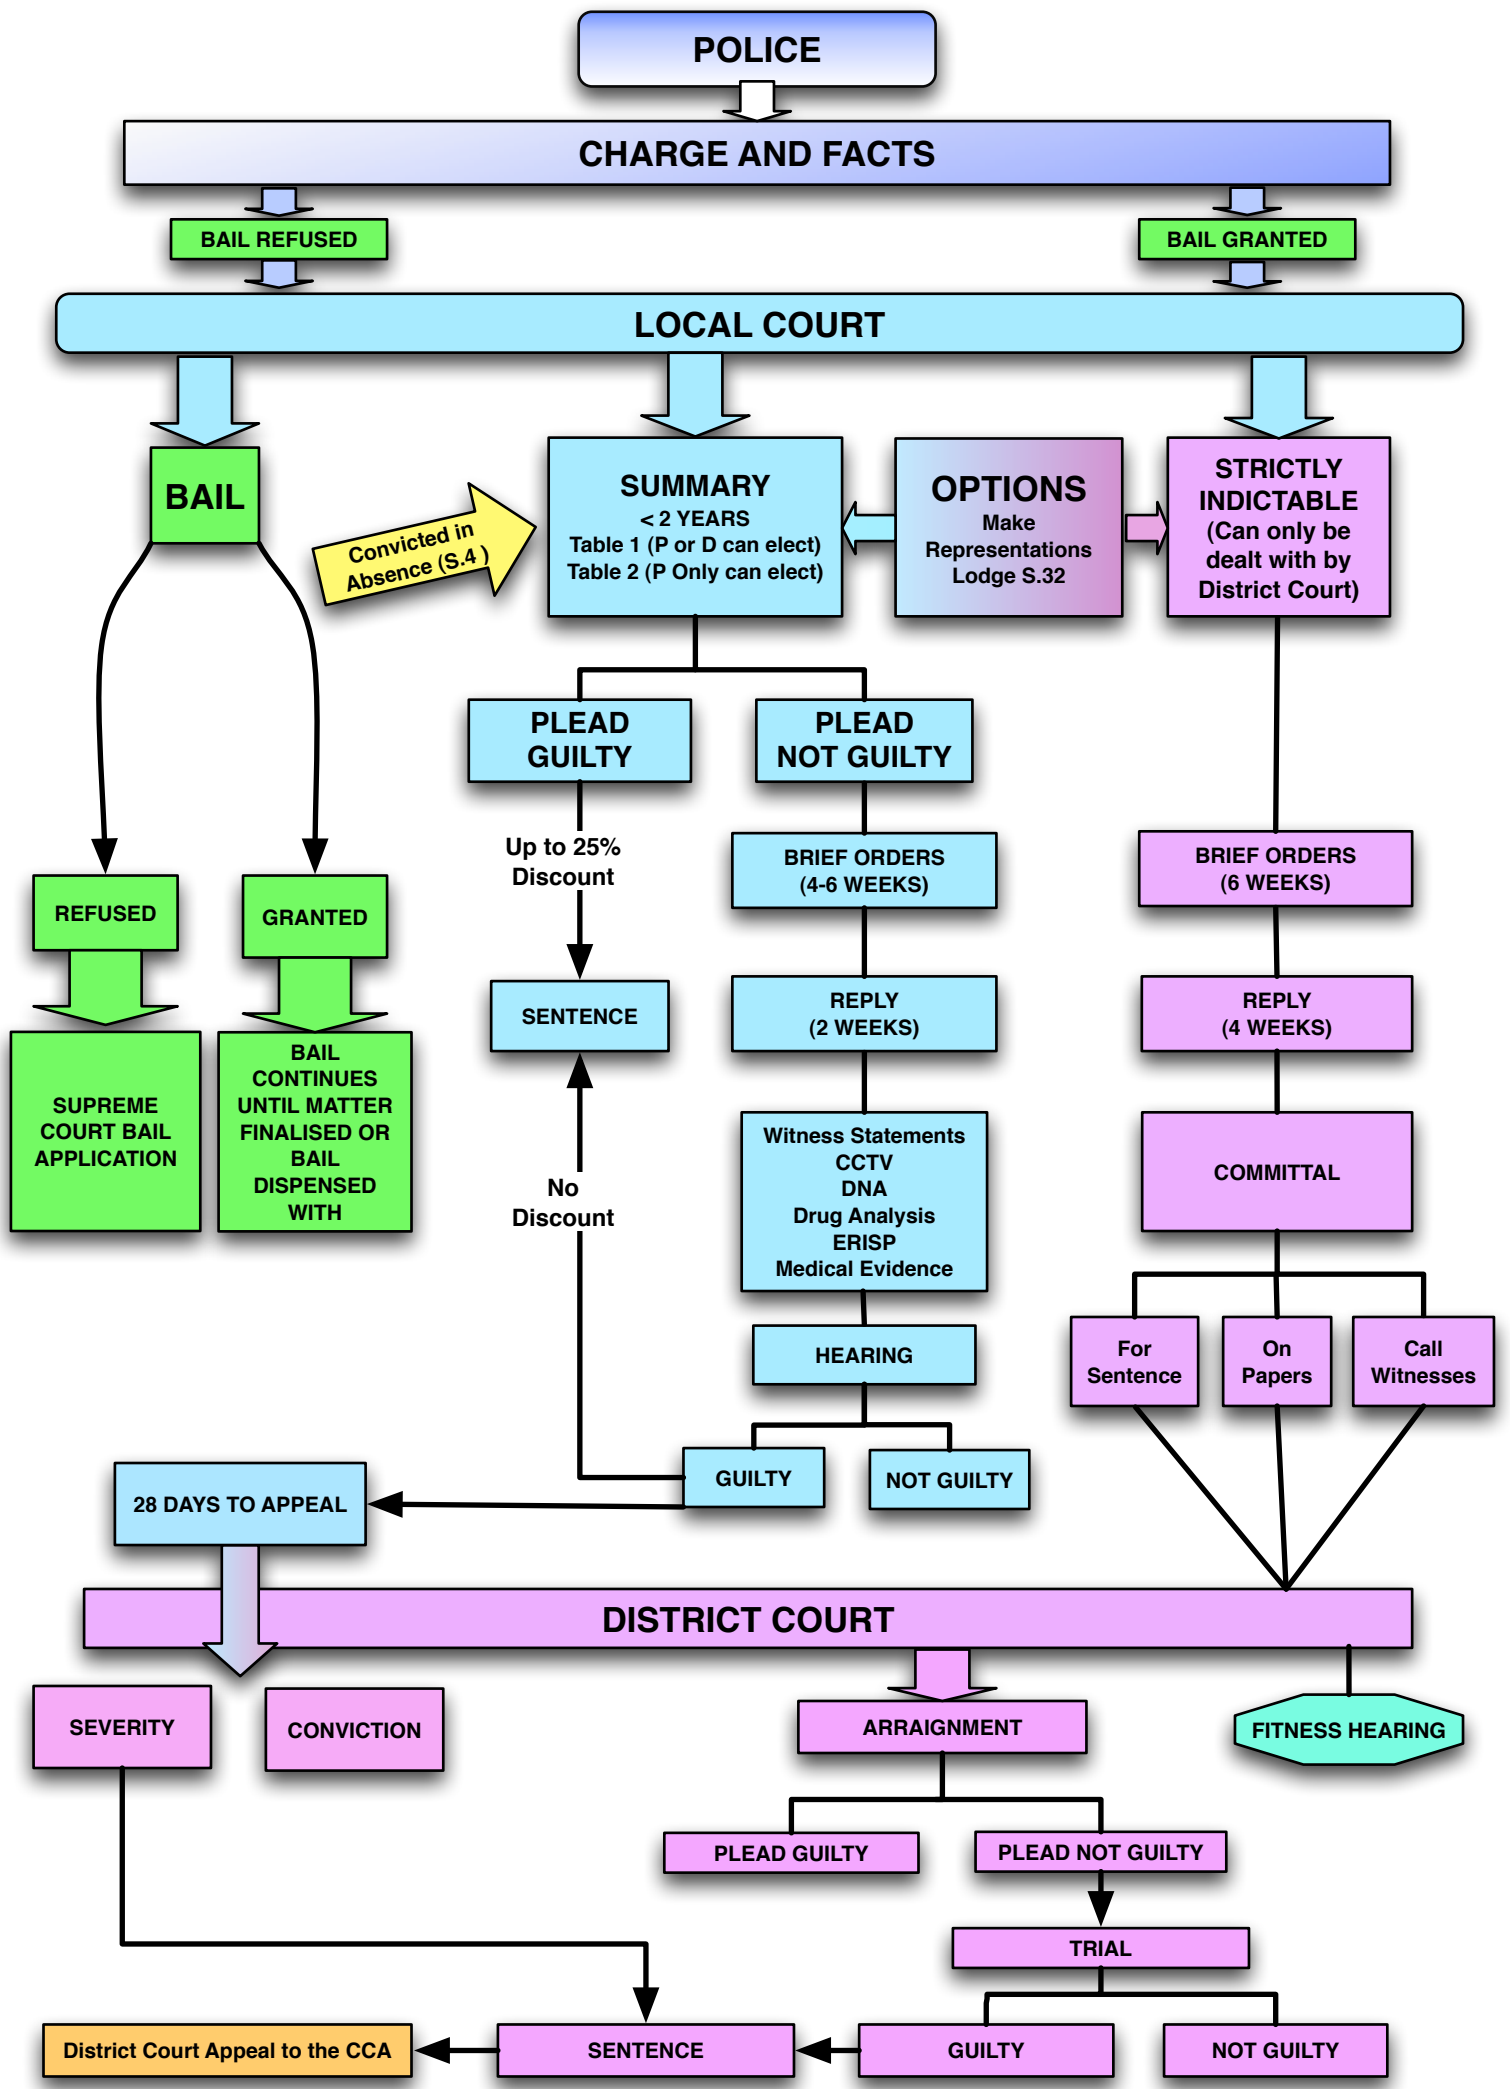 POLICE
CHARGE AND FACTS
BAIL REFUSED
BAIL GRANTED
LOCAL COURT
BAIL
Convicted in
Absence (S.4 )
SUMMARY
< 2 YEARS
Table 1 (P or D can elect)
Table 2 (P Only can elect)
OPTIONS
Make
Representations
Lodge S.32
STRICTLY
INDICTABLE
(Can only be
dealt with by
District Court)
PLEAD
GUILTY
PLEAD
NOT GUILTY
Up to 25%
Discount
BRIEF ORDERS
(4-6 WEEKS)
BRIEF ORDERS
(6 WEEKS)
REFUSED
GRANTED
SENTENCE
REPLY
(2 WEEKS)
REPLY
(4 WEEKS)
SUPREME
COURT BAIL
APPLICATION
BAIL
CONTINUES
UNTIL MATTER
FINALISED OR
BAIL
DISPENSED
WITH
No
Discount
Witness Statements
CCTV
DNA
Drug Analysis
ERISP
Medical Evidence
COMMITTAL
HEARING
For
Sentence
On
Papers
Call
Witnesses
GUILTY
NOT GUILTY
28 DAYS TO APPEAL
DISTRICT COURT
SEVERITY
CONVICTION
ARRAIGNMENT
FITNESS HEARING
PLEAD GUILTY
PLEAD NOT GUILTY
TRIAL
District Court Appeal to the CCA
SENTENCE
GUILTY
NOT GUILTY